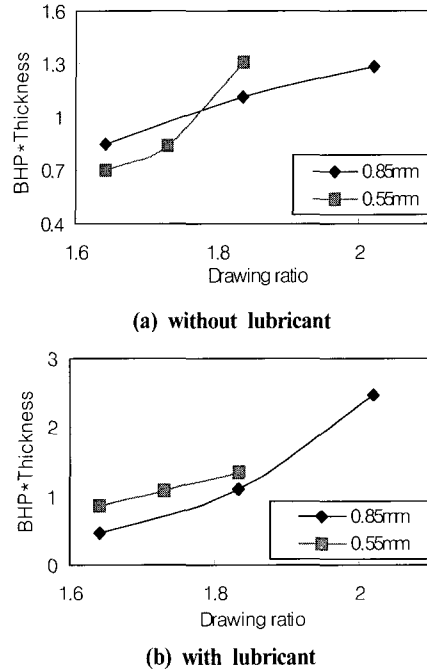 1.6
1.3
1
0.7
0.4
BHP*Thickness
0.85mm
0.55mm
1.6
1.8
2
Drawing ratio
(a) without lubricant
3
2
1
0
BHP*Thickness
0.85mm
0.55mm
1.6
1.8
2
Drawing ratio
(b) with lubricant